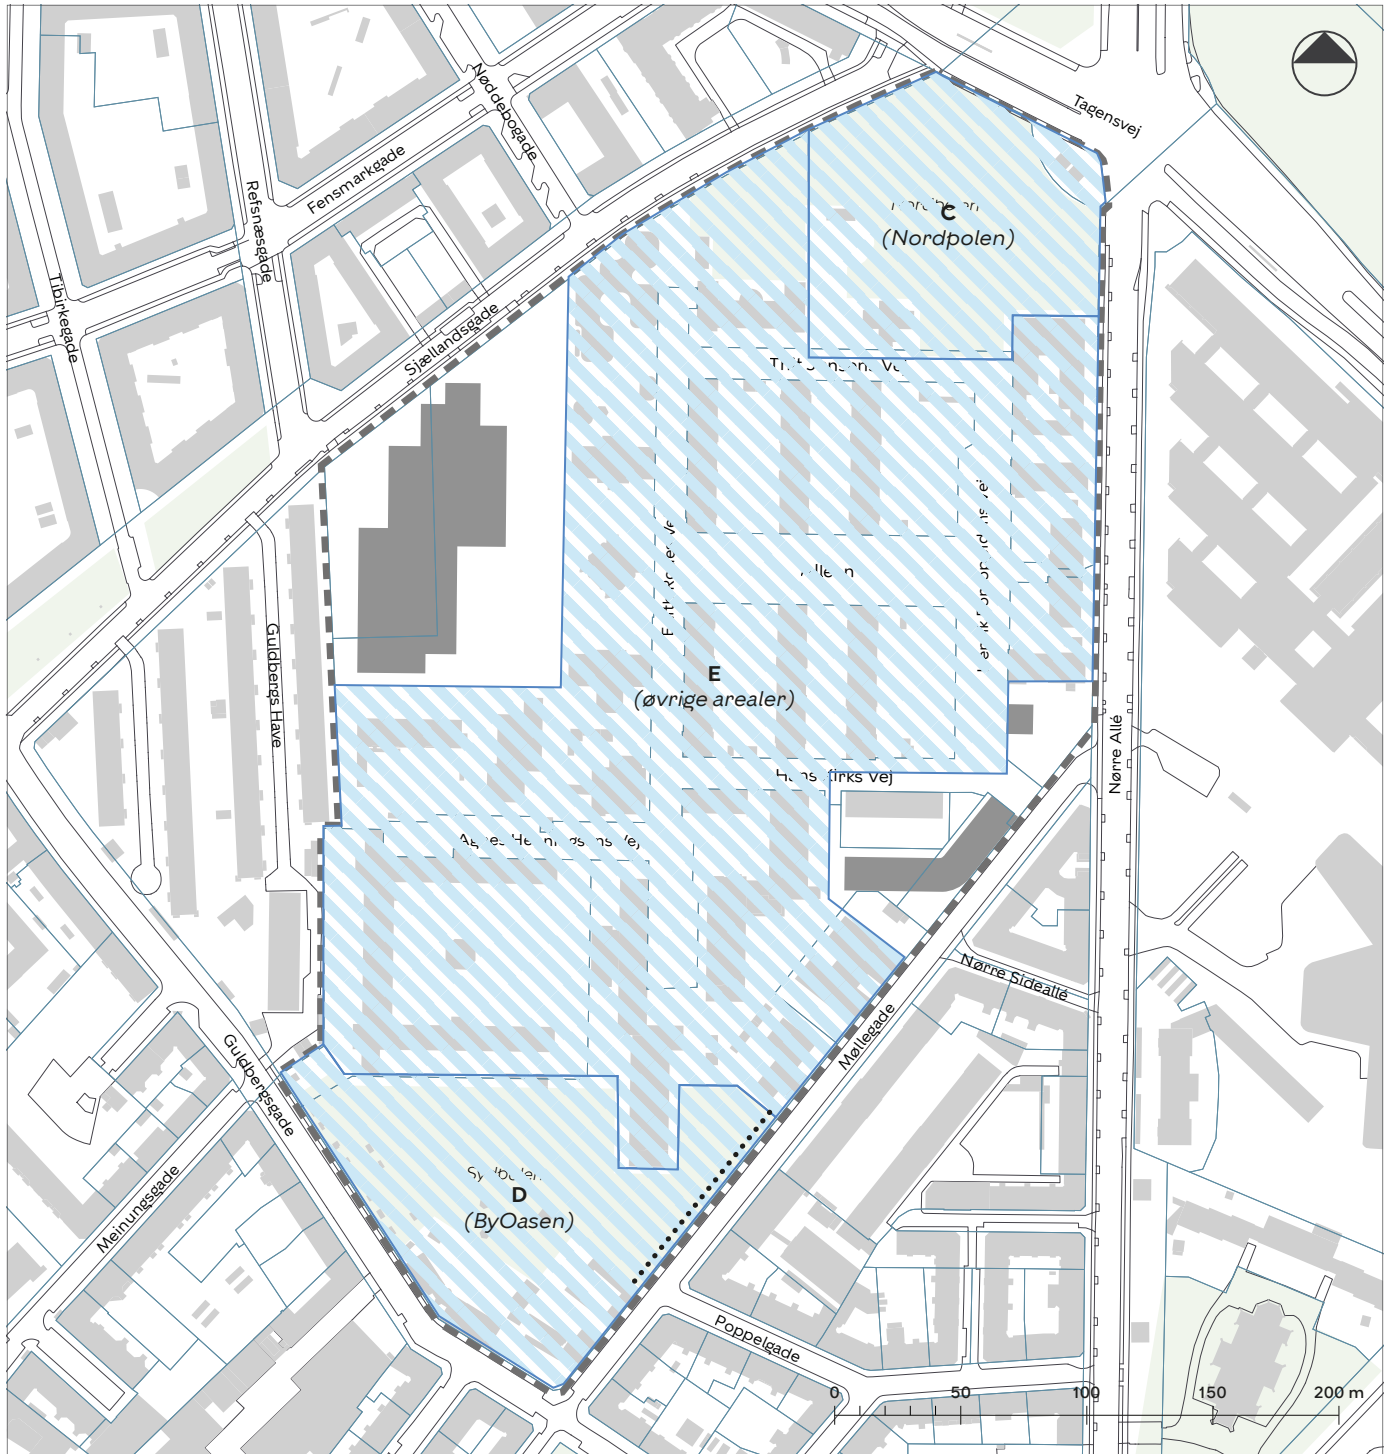 Tagensvej
Nøddebogade
Fensmarkgade
Refsnæsgade
Tibirkegade
Sjællandsgade
C
(Nordpolen)
E
(øvrige arealer)
Guldbergs Have
Nørre Allé
Nørre Sideallé
Møllegade
Guldbergsgade
Meinungsgade
D
(ByOasen)
Poppelgade
0 50 100 150 200 m